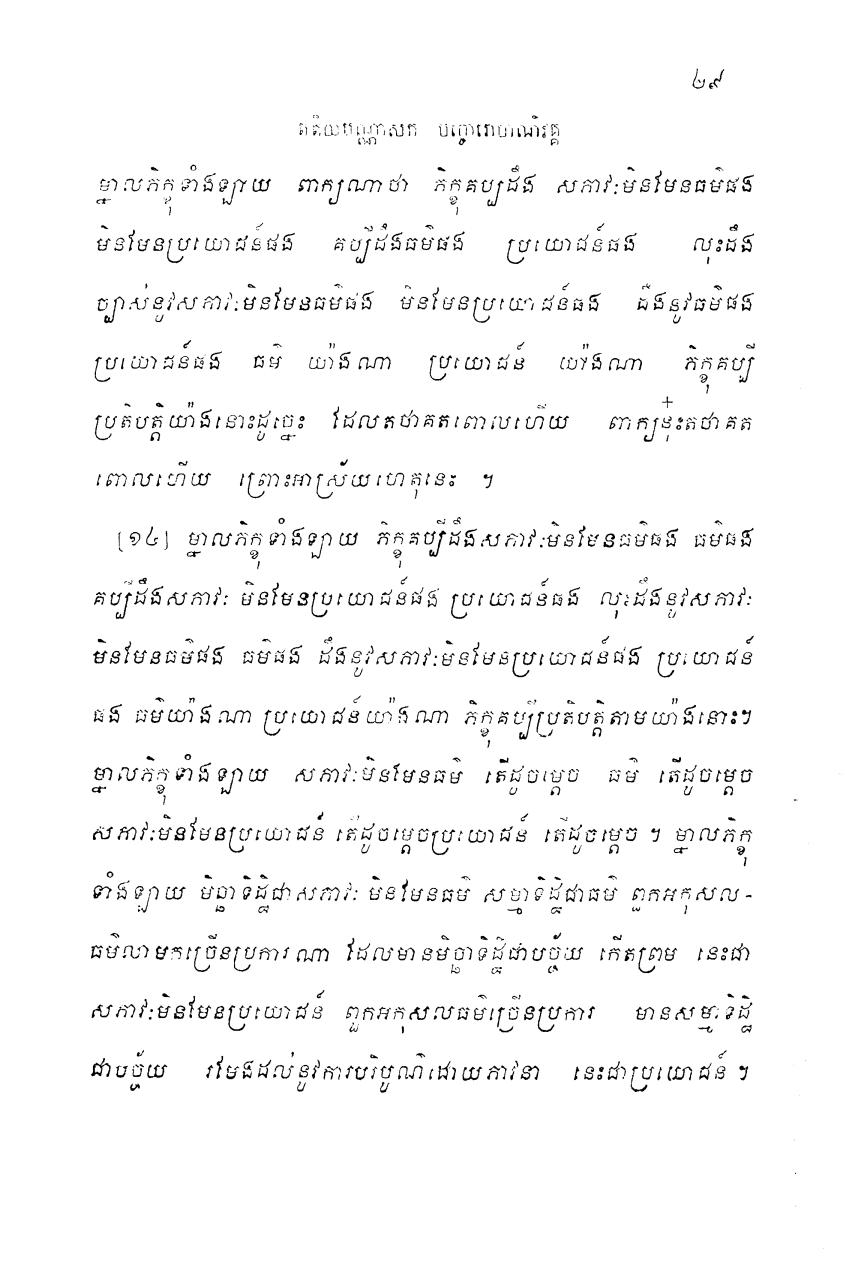 ២៩
តតិយបណ្ណាសក បច្ចោរោហណិវគ្គ
ម្នាលភិក្ខុទាំងឡាយ ពាក្យណាថា ភិក្ខុគប្បដឹង សភាវៈមិនមែនធម៌ផង
មិនមែនប្រយោជន៍ផង គប្បីដឹងធម៌ផង ប្រយោជន៍ផង លុះដឹង
ច្បាស់នូវសភាវៈមិនមែនធម៌ផង មិនមែនប្រយោជន៍ផង ដឹងនូវធម៌ផង
ប្រយោជន៍ផង ធម៌ យ៉ាងណា ប្រយោជន៍ យ៉ាងណា ភិក្ខុគប្បី
ប្រតិបត្តិយ៉ាងនោះដូច្នេះ ដែលតថាគតពោលហើយ ពាក្យដុ៎ះតថាគត
ពោលហើយ ព្រោះអាស្រ័យហេតុនេះ ។
[១៤] ម្នាលភិក្ខុទាំងឡាយ ភិក្ខុគប្បីដឹងសភាវៈមិនមែនធម៌ផង ធម៌ផង
គប្បីដឹងសភាវៈ មិនមែនប្រយោជន៍ផង ប្រយោជន៍ផង លុះដឹងនូវសភាវៈ
មិនមែនធម៌ផង ធម៌ផង ដឹងនូវសភាវៈមិនមែនប្រយោជន៍ផង ប្រយោជន៍
ផង ធម៌យ៉ាងណា ប្រយោជន៍យ៉ាងណា ភិក្ខុគប្បីប្រតិបត្តិតាមយ៉ាងនោះ។
ម្នាលភិក្ខុទាំងឡាយ សភាវៈមិនមែនធម៌ តើដូចម្តេច ធម៌ តើដូចម្តេច
សភាវៈមិនមែនប្រយោជន៍ តើដូចម្តេចប្រយោជន៍ តើដូចម្តេច ។ ម្នាលភិក្ខុ
ទាំងឡាយ មិច្ឆាទិដ្ឋិជាសភាវៈ មិនមែនធម៌ សម្មាទិដ្ឋិជាធម៌ ពួកអកុសល-
ធម៌លាមកច្រើនប្រការណា ដែលមានមិច្ឆាទិដ្ឋិជាបច្ច័យ កើតព្រម នេះជា
សភាវៈមិនមែនប្រយោជន៍ ពួកអកុសលធម៌ច្រើនប្រការ មានសម្មាទិដ្ឋិ
ជាបច្ច័យ រមែងដល់នូវការបរិបូណ៌ដោយភាវនា នេះជាប្រយោជន៍ ។